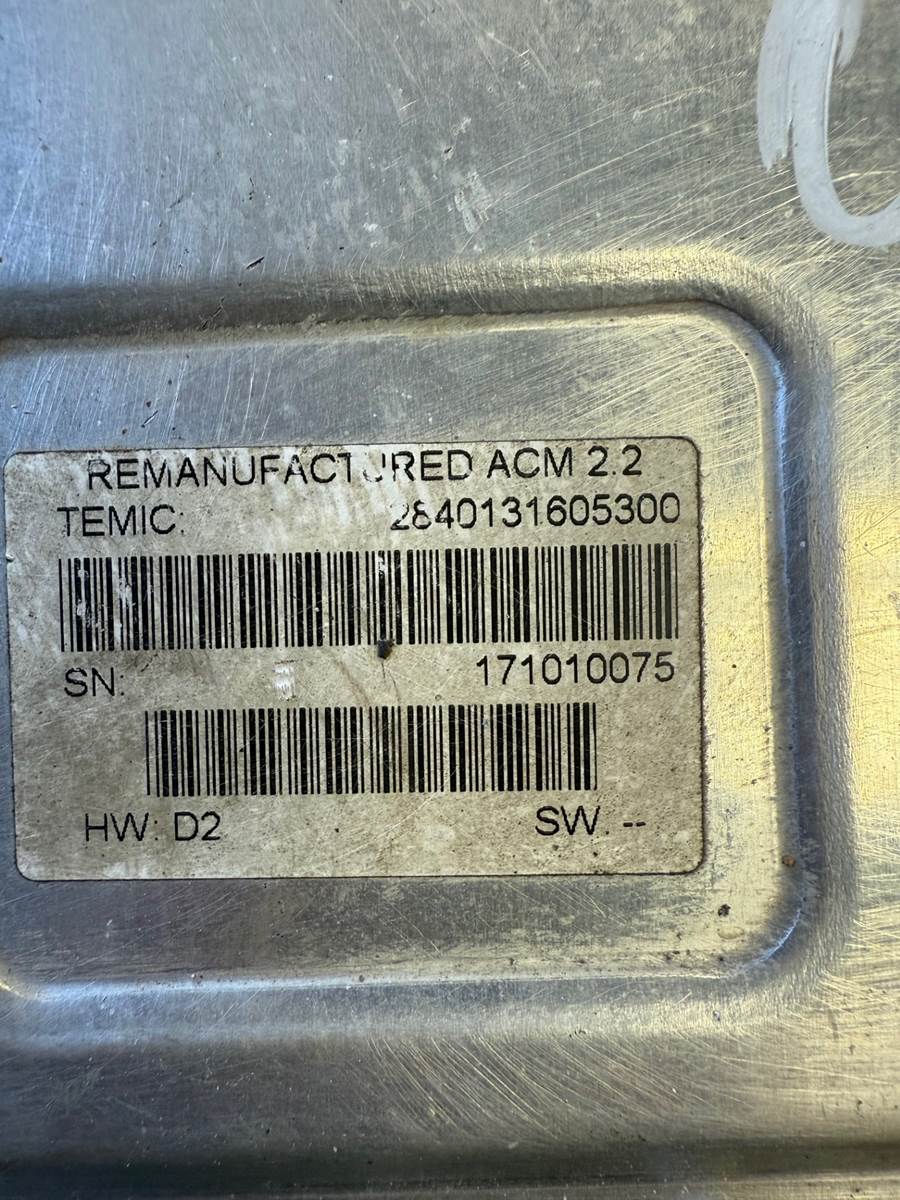 REMANUFACTURED ACM 2.2
TEMIC: 2840131605300
SN: 171010075
HW: D2 SW: --